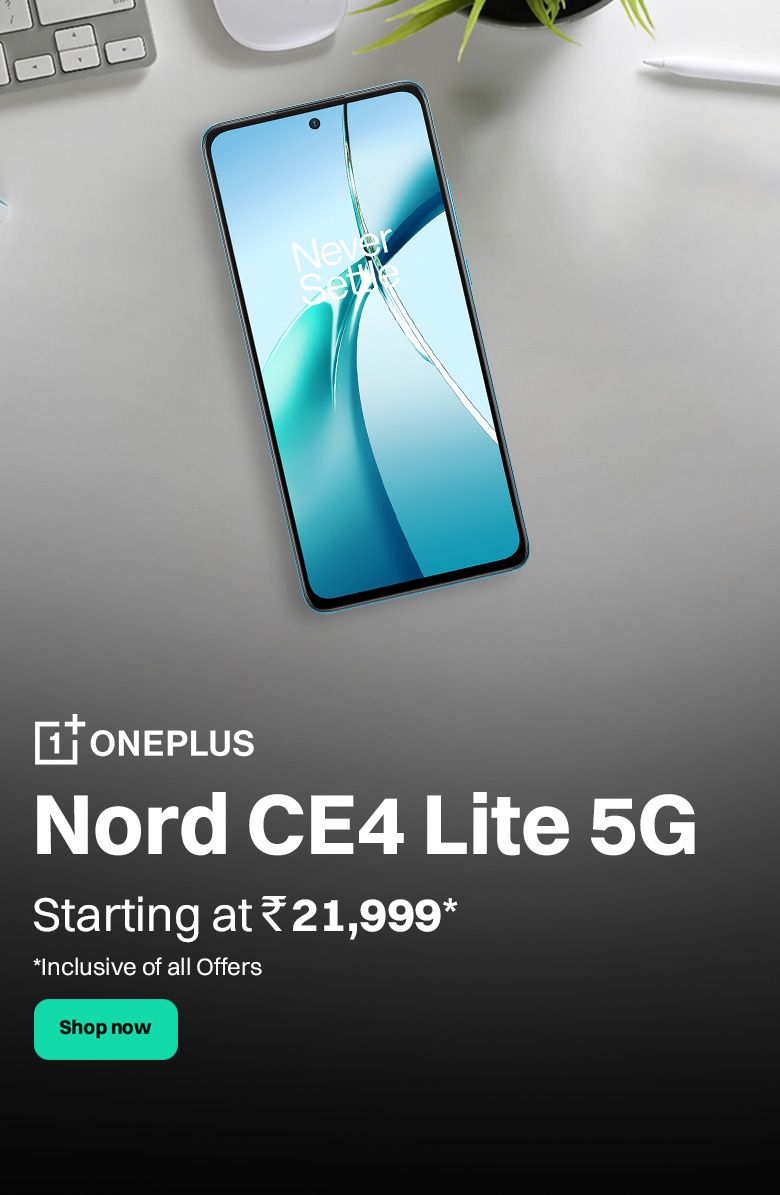 Never
Settle
1+ ONEPLUS
Nord CE4 Lite 5G
Starting at ₹21,999*
*Inclusive of all Offers
Shop now